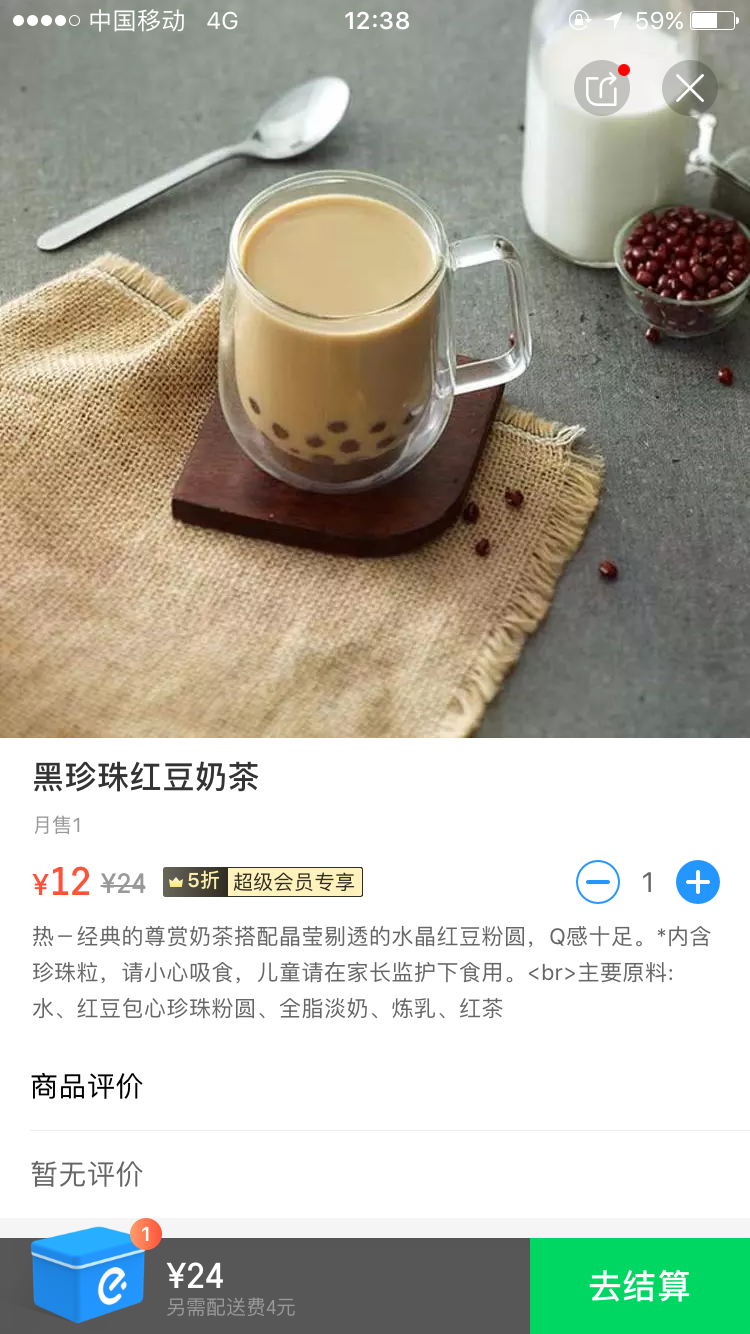 中国移动 4G 12:38 59%
黑珍珠红豆奶茶
月售1
¥12 ¥24 5折 超级会员专享 1
热－经典的尊赏奶茶搭配晶莹剔透的水晶红豆粉圆，Q感十足。*内含
珍珠粒，请小心吸食，儿童请在家长监护下食用。<br>主要原料:
水、红豆包心珍珠粉圆、全脂淡奶、炼乳、红茶
商品评价
暂无评价
1
¥24
另需配送费4元
去结算